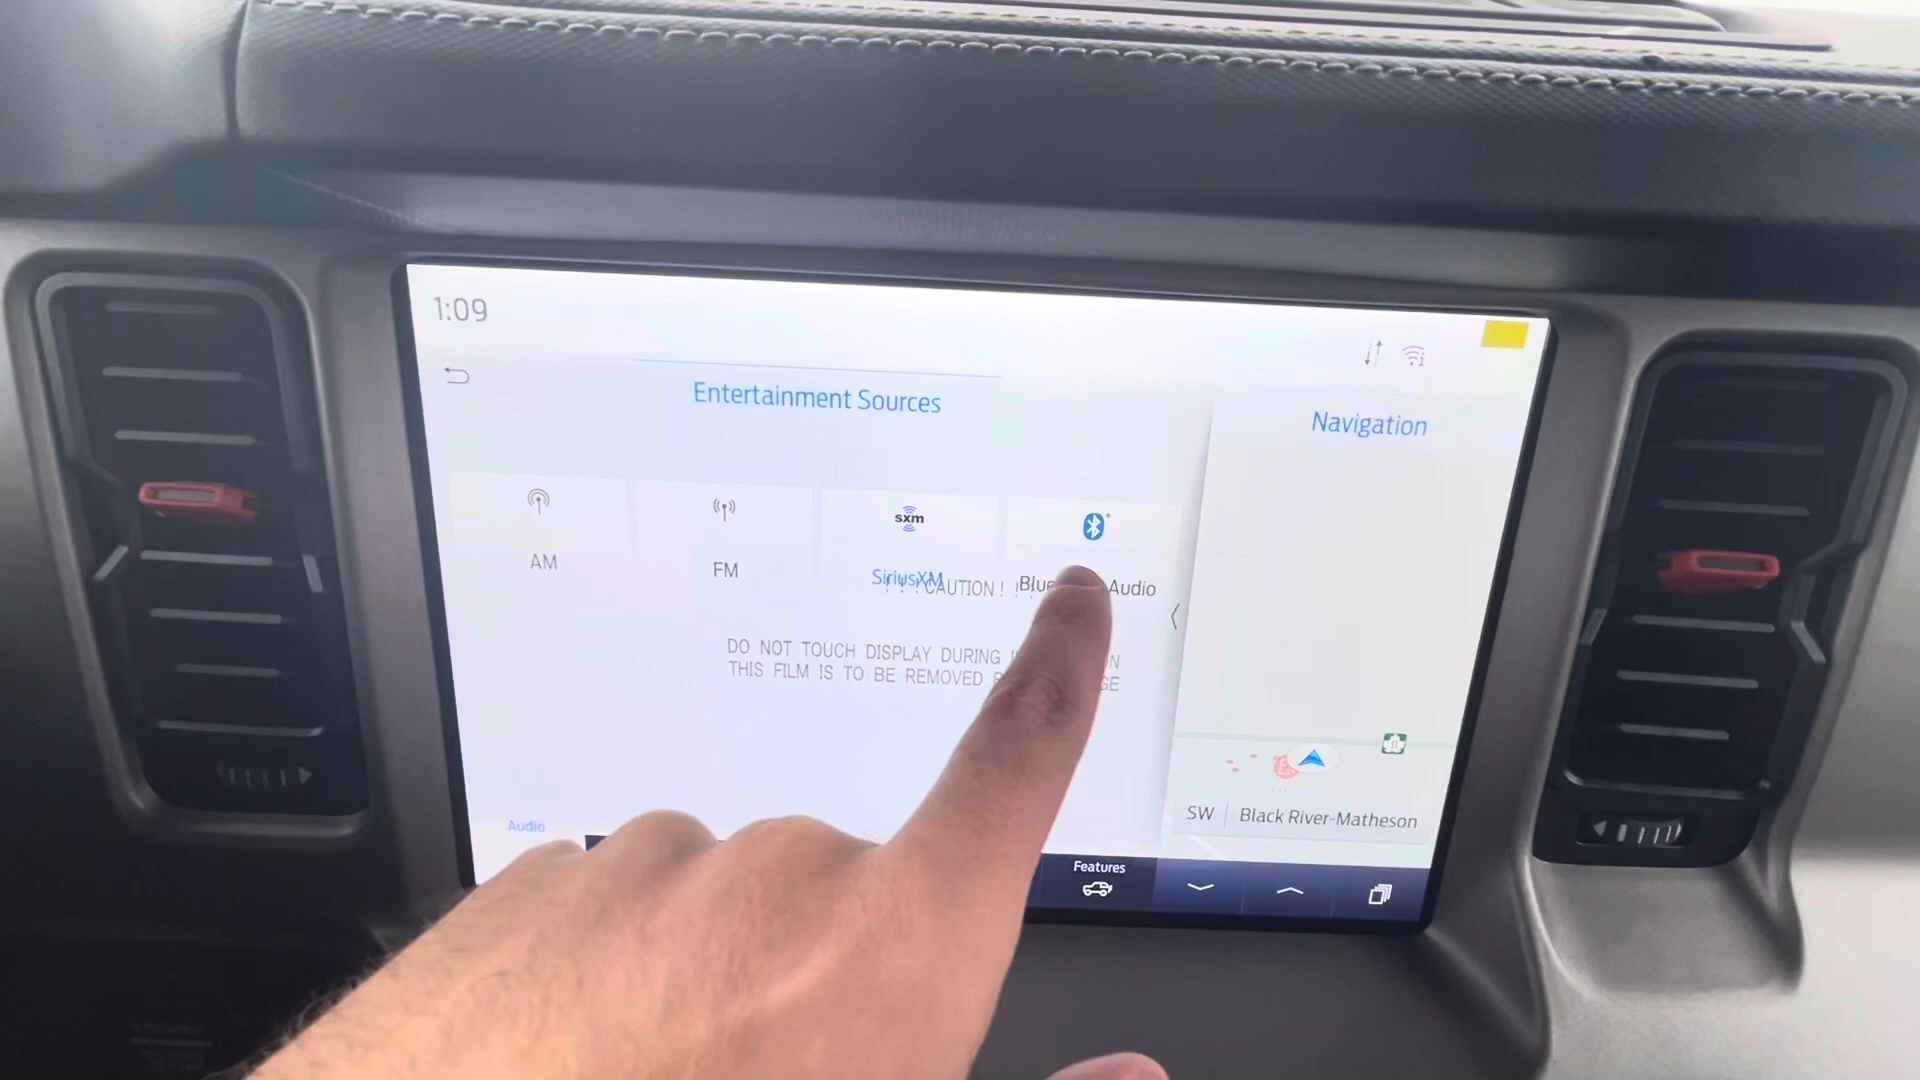 1:09
Entertainment Sources
Navigation
sxm
AM
FM
SiriusXM
Audio
! ! ! CAUTION ! ! !
DO NOT TOUCH DISPLAY DURING
THIS FILM IS TO BE REMOVED
SW
Black River-Matheson
Audio
Features